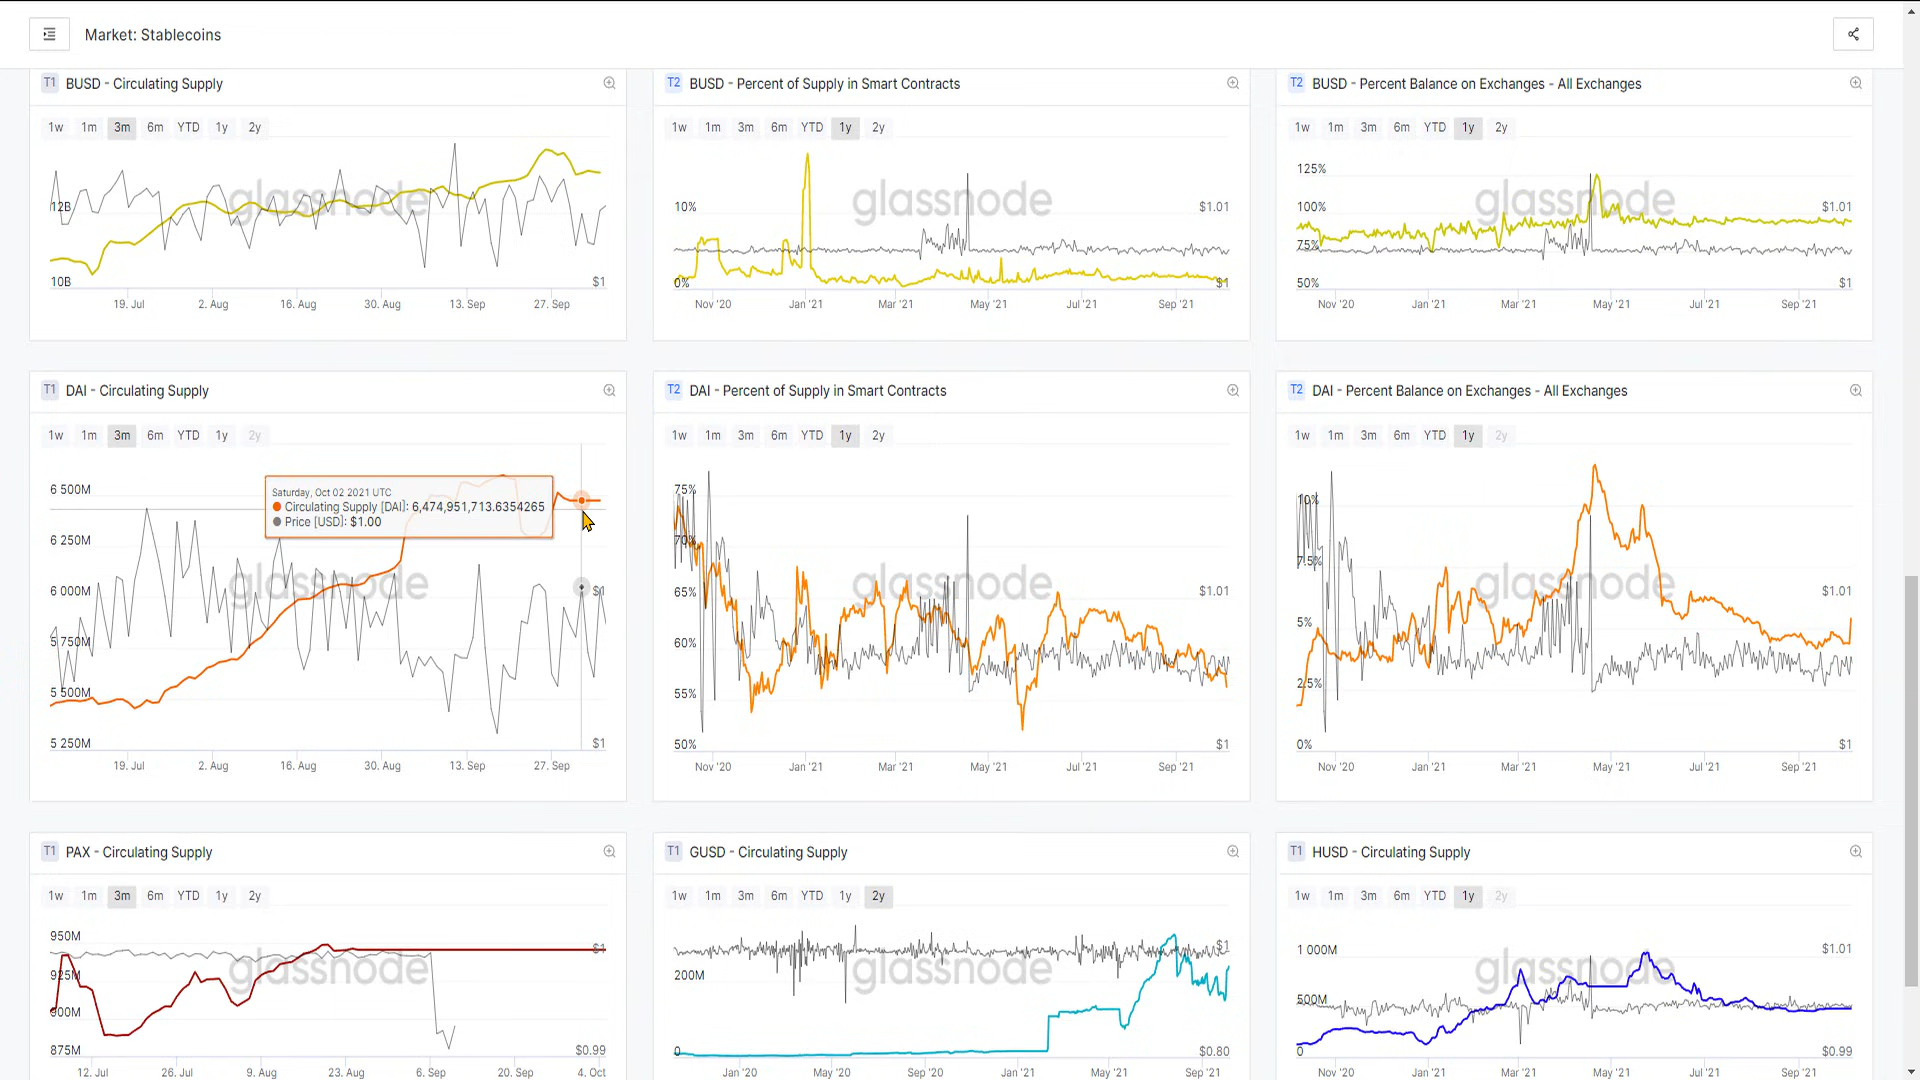 Market: Stablecoins
T1 BUSD - Circulating Supply
1w 1m 3m 6m YTD 1y 2y
glassnode
12B
10B
$1
19. Jul 2. Aug 16. Aug 30. Aug 13. Sep 27. Sep
T2 BUSD - Percent of Supply in Smart Contracts
1w 1m 3m 6m YTD 1y 2y
glassnode
10% $1.01
0% $1
Nov '20 Jan '21 Mar '21 May '21 Jul '21 Sep '21
T2 BUSD - Percent Balance on Exchanges - All Exchanges
1w 1m 3m 6m YTD 1y 2y
125%
glassnode
100% $1.01
75%
50% $1
Nov '20 Jan '21 Mar '21 May '21 Jul '21 Sep '21
T1 DAI - Circulating Supply
1w 1m 3m 6m YTD 1y 2y
6 500M
Saturday, Oct 02 2021 UTC
Circulating Supply [DAI]: 6,474,951,713.6354265
Price [USD]: $1.00
6 250M
glassnode
6 000M $1
5 750M
5 500M
5 250M $1
19. Jul 2. Aug 16. Aug 30. Aug 13. Sep 27. Sep
T2 DAI - Percent of Supply in Smart Contracts
1w 1m 3m 6m YTD 1y 2y
75%
70%
glassnode
65% $1.01
60%
55%
50% $1
Nov '20 Jan '21 Mar '21 May '21 Jul '21 Sep '21
T2 DAI - Percent Balance on Exchanges - All Exchanges
1w 1m 3m 6m YTD 1y 2y
10%
7.5%
glassnode
$1.01
5%
2.5%
0% $1
Nov '20 Jan '21 Mar '21 May '21 Jul '21 Sep '21
T1 PAX - Circulating Supply
1w 1m 3m 6m YTD 1y 2y
950M $1
glassnode
925M
900M
875M $0.99
12. Jul 26. Jul 9. Aug 23. Aug 6. Sep 20. Sep 4. Oct
T1 GUSD - Circulating Supply
1w 1m 3m 6m YTD 1y 2y
$1
glassnode
200M
0 $0.80
Jan '20 May '20 Sep '20 Jan '21 May '21 Sep '21
T1 HUSD - Circulating Supply
1w 1m 3m 6m YTD 1y 2y
1 000M $1.01
glassnode
500M
0 $0.99
Nov '20 Jan '21 Mar '21 May '21 Jul '21 Sep '21